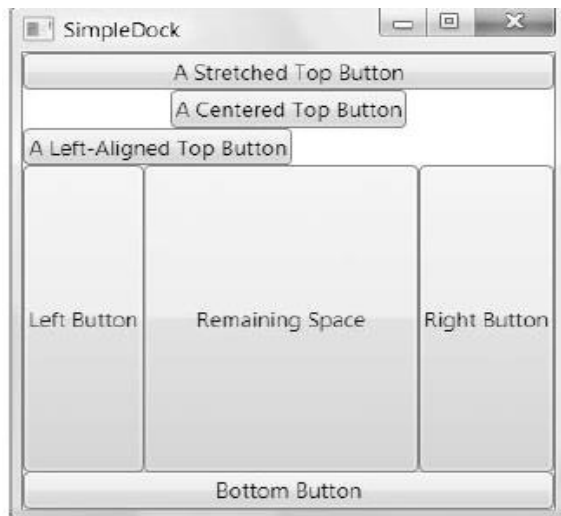 SimpleDock
A Stretched Top Button
A Centered Top Button
A Left-Aligned Top Button
Left Button
Remaining Space
Right Button
Bottom Button